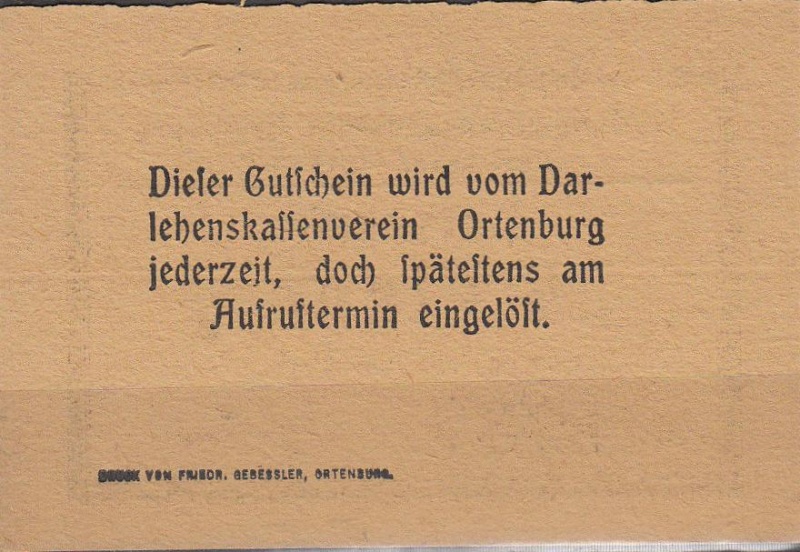 Dieſer Gutſchein wird vom Dar-
lehenskaſſenverein Ortenburg
jederzeit, doch ſpäteſtens am
Aufruftermin eingelöſt.
DRUCK VON FRIEDR. GEBESSLER, ORTENBURG.